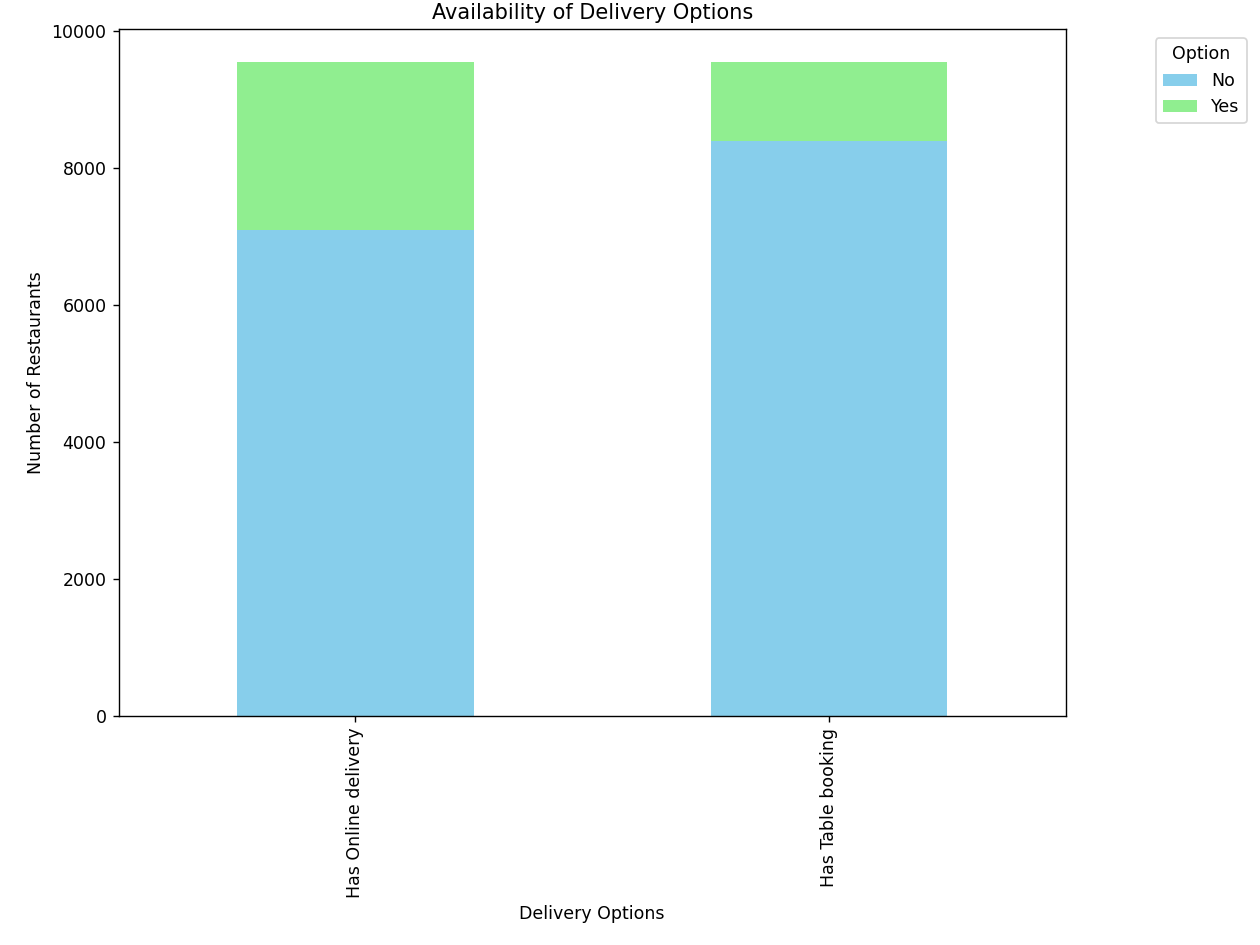 Availability of Delivery Options
10000
8000
6000
4000
2000
0
Number of Restaurants
Has Online delivery
Has Table booking
Delivery Options
Option
No
Yes